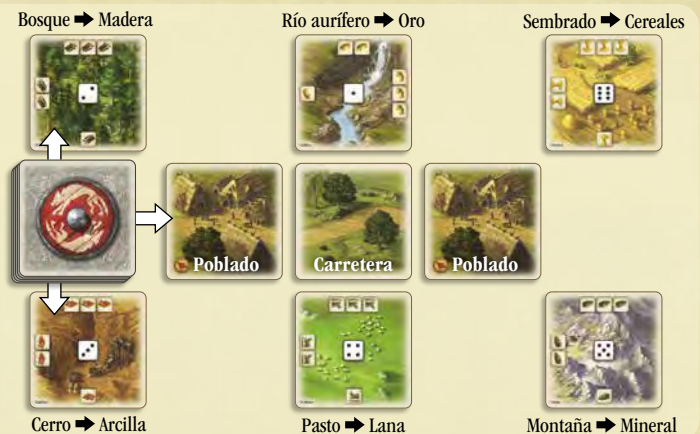 Bosque ➡ Madera
Río aurífero ➡ Oro
Sembrado ➡ Cereales
Poblado
Carretera
Poblado
Cerro ➡ Arcilla
Pasto ➡ Lana
Montaña ➡ Mineral